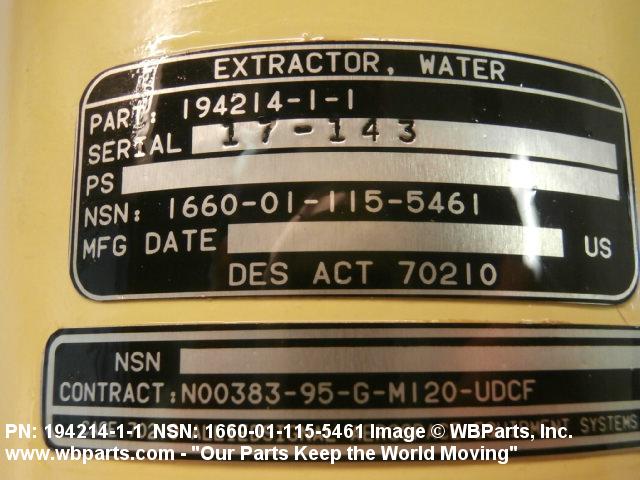 EXTRACTOR, WATER
PART: 194214-1-1
SERIAL 17-143
PS
NSN: 1660-01-115-5461
MFG DATE US
DES ACT 70210
NSN
CONTRACT: N00383-95-G-M120-UDCF
SYSTEMS
PN: 194214-1-1 NSN: 1660-01-115-5461 Image © WBParts, Inc.
www.wbparts.com - "Our Parts Keep the World Moving"